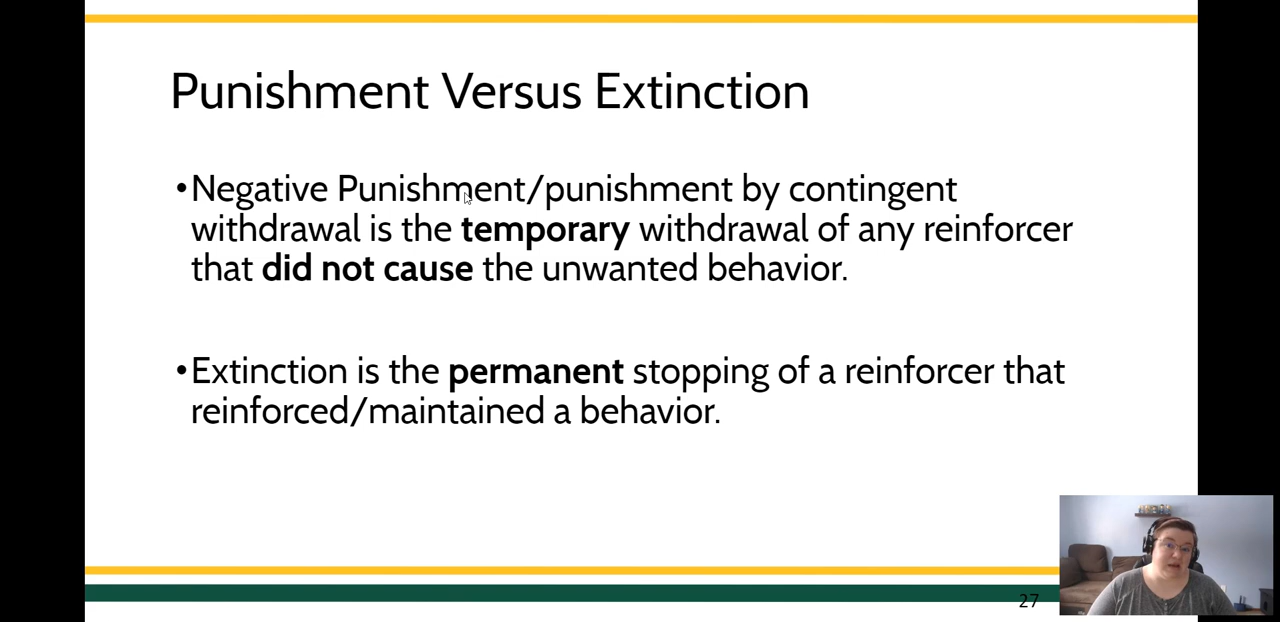 Punishment Versus Extinction
•Negative Punishment/punishment by contingent
withdrawal is the temporary withdrawal of any reinforcer
that did not cause the unwanted behavior.
•Extinction is the permanent stopping of a reinforcer that
reinforced/maintained a behavior.
27